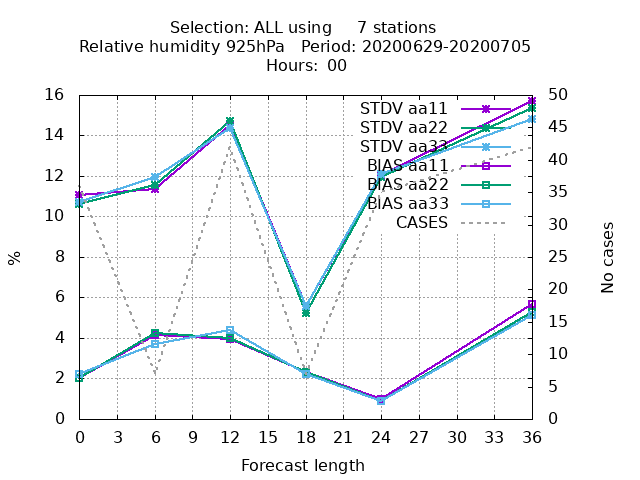 Selection: ALL using     7 stations
Relative humidity 925hPa   Period: 20200629-20200705
Hours:  00
STDV aa11
STDV aa22
STDV aa33
BIAS aa11
BIAS aa22
BIAS aa33
CASES
16
14
12
10
8
6
4
2
0
%
50
45
40
35
30
25
20
15
10
5
0
No cases
0 3 6 9 12 15 18 21 24 27 30 33 36
Forecast length